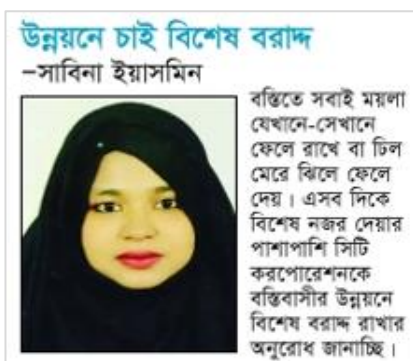 উন্নয়নে চাই বিশেষ বরাদ্দ
–সাবিনা ইয়াসমিন
বস্তিতে সবাই ময়লা
যেখানে-সেখানে
ফেলে রাখে বা ঢিল
মেরে ঝিলে ফেলে
দেয়। এসব দিকে
বিশেষ নজর দেয়ার
পাশাপাশি সিটি
করপোরেশনকে
বস্তিবাসীর উন্নয়নে
বিশেষ বরাদ্দ রাখার
অনুরোধ জানাচ্ছি।